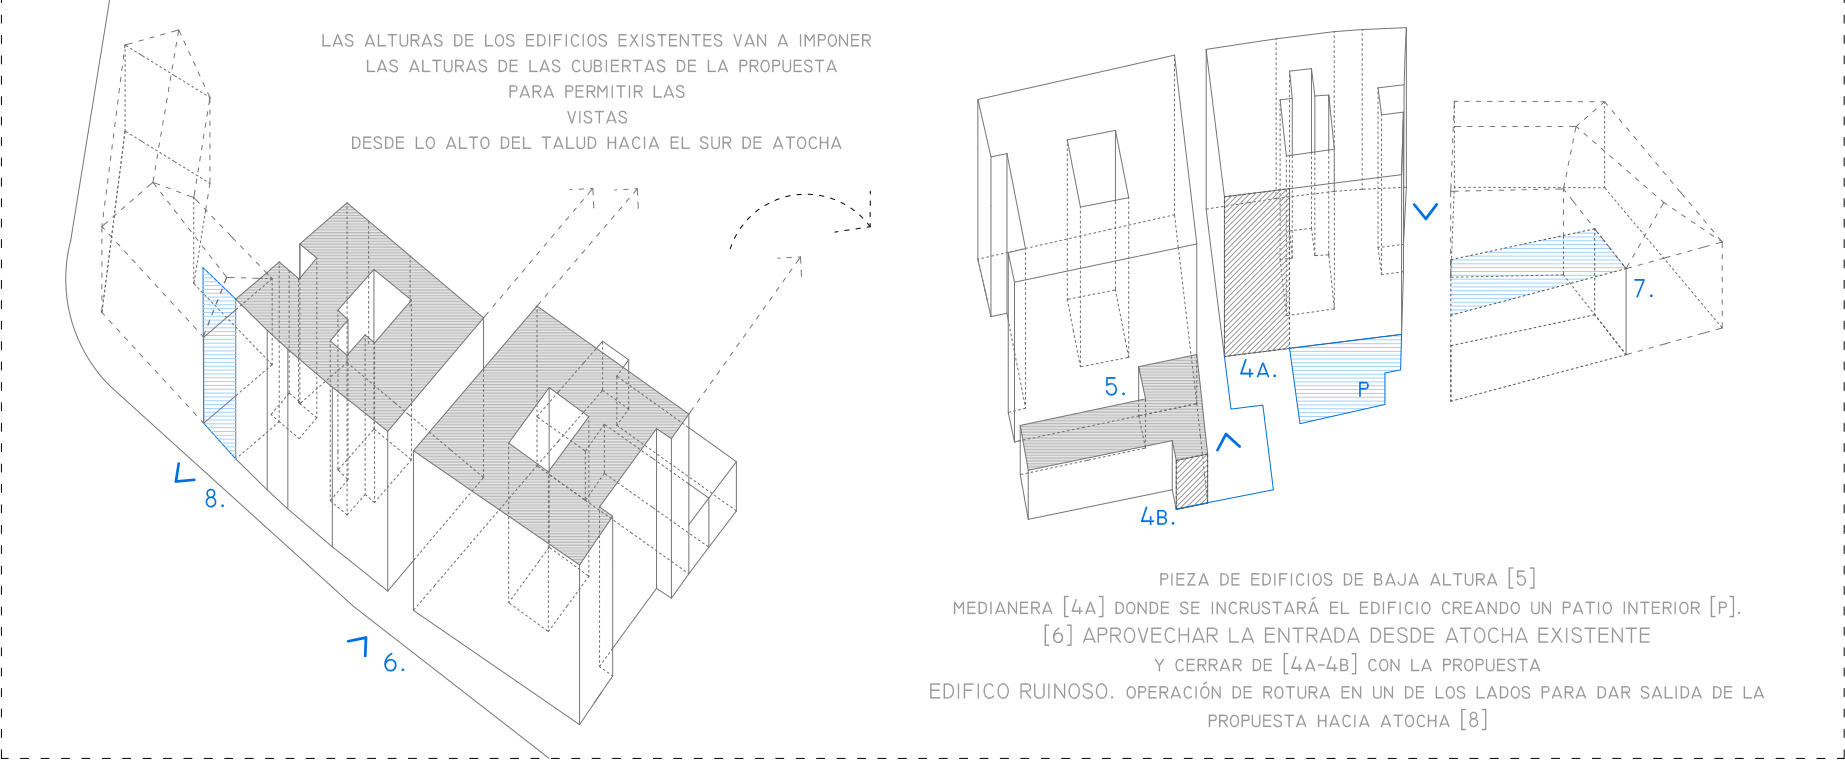 LAS ALTURAS DE LOS EDIFICIOS EXISTENTES VAN A IMPONER
LAS ALTURAS DE LAS CUBIERTAS DE LA PROPUESTA
PARA PERMITIR LAS
VISTAS
DESDE LO ALTO DEL TALUD HACIA EL SUR DE ATOCHA
8.
6.
5.
4A.
P
4B.
7.
PIEZA DE EDIFICIOS DE BAJA ALTURA [5]
MEDIANERA [4A] DONDE SE INCRUSTARÁ EL EDIFICIO CREANDO UN PATIO INTERIOR [P].
[6] APROVECHAR LA ENTRADA DESDE ATOCHA EXISTENTE
Y CERRAR DE [4A-4B] CON LA PROPUESTA
EDIFICO RUINOSO. OPERACIÓN DE ROTURA EN UN DE LOS LADOS PARA DAR SALIDA DE LA
PROPUESTA HACIA ATOCHA [8]